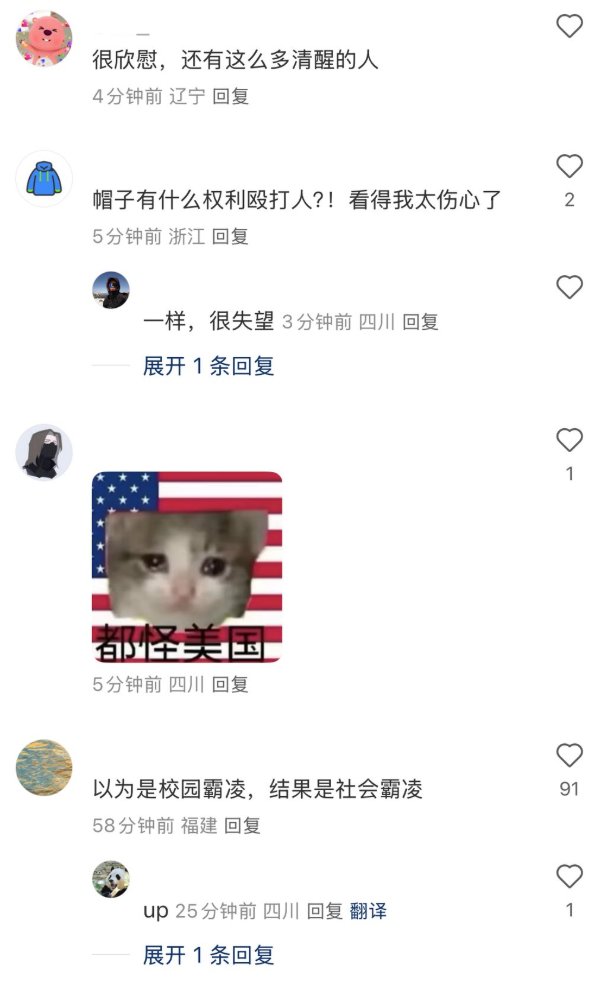 很欣慰，还有这么多清醒的人
4分钟前 辽宁 回复
帽子有什么权利殴打人?！看得我太伤心了
2
5分钟前 浙江 回复
一样，很失望 3分钟前 四川 回复
展开 1 条回复
1
都怪美国
5分钟前 四川 回复
以为是校园霸凌，结果是社会霸凌
91
58分钟前 福建 回复
up 25分钟前 四川 回复 翻译
1
展开 1 条回复